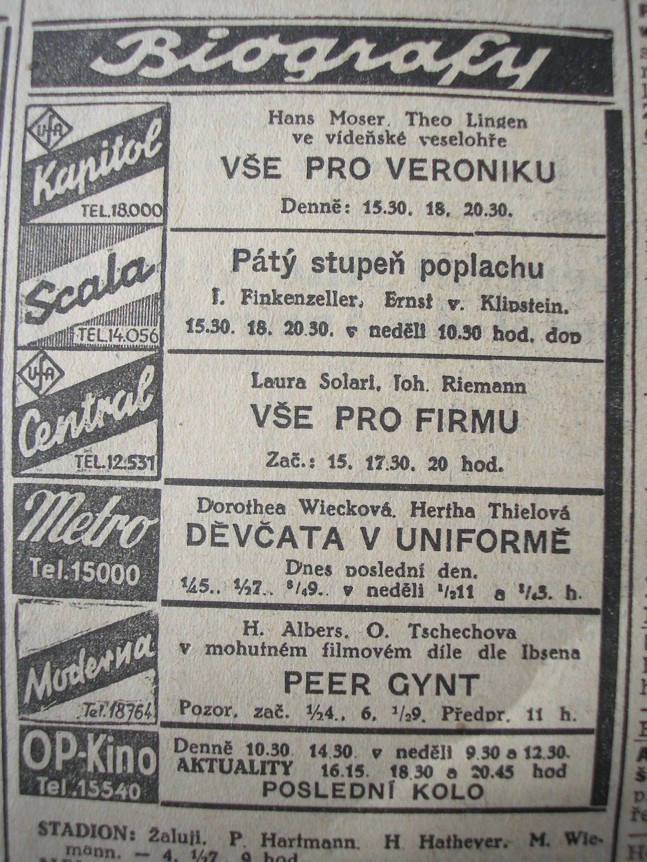 Biografy
UFA
Kapitol
TEL.18.000
Hans Moser, Theo Lingen
ve vídeňské veselohře
VŠE PRO VERONIKU
Denně: 15.30. 18. 20.30.
Scala
TEL.14.056
Pátý stupeň poplachu
I. Finkenzeller, Ernst v. Klipstein.
15.30. 18. 20.30. v neděli 10.30 hod. dop
UFA
Central
TEL.12.531
Laura Solari, Joh. Riemann
VŠE PRO FIRMU
Zač.: 15. 17.30. 20 hod.
Metro
Tel.15000
Dorothea Wiecková, Hertha Thielová
DĚVČATA V UNIFORMĚ
Dnes poslední den.
¼5., ½7., ¾9., v neděli ½11 a h.
Moderna
Tel.18764
H. Albers, O. Tschechova
v mohutném filmovém díle dle Ibsena
PEER GYNT
Pozor, zač. ½4., 6, ½9. Předpr. 11 h.
OP-Kino
Tel.15540
Denně 10.30 14.30 v neděli 9.30 a 12.30.
AKTUALITY 16.15. 18.30 a 20.45 hod
POSLEDNÍ KOLO
STADION: Žaluji. P. Hartmann. H Hathever. M. Wie-
mann. — 4, ½7, 9 hod.